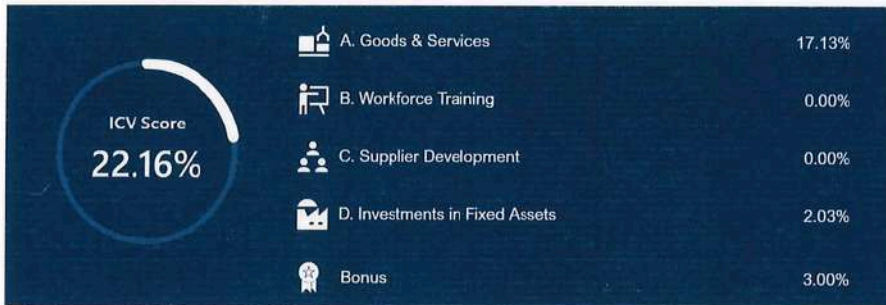 ICV Score
22.16%
A. Goods & Services 17.13%
B. Workforce Training 0.00%
C. Supplier Development 0.00%
D. Investments in Fixed Assets 2.03%
Bonus 3.00%